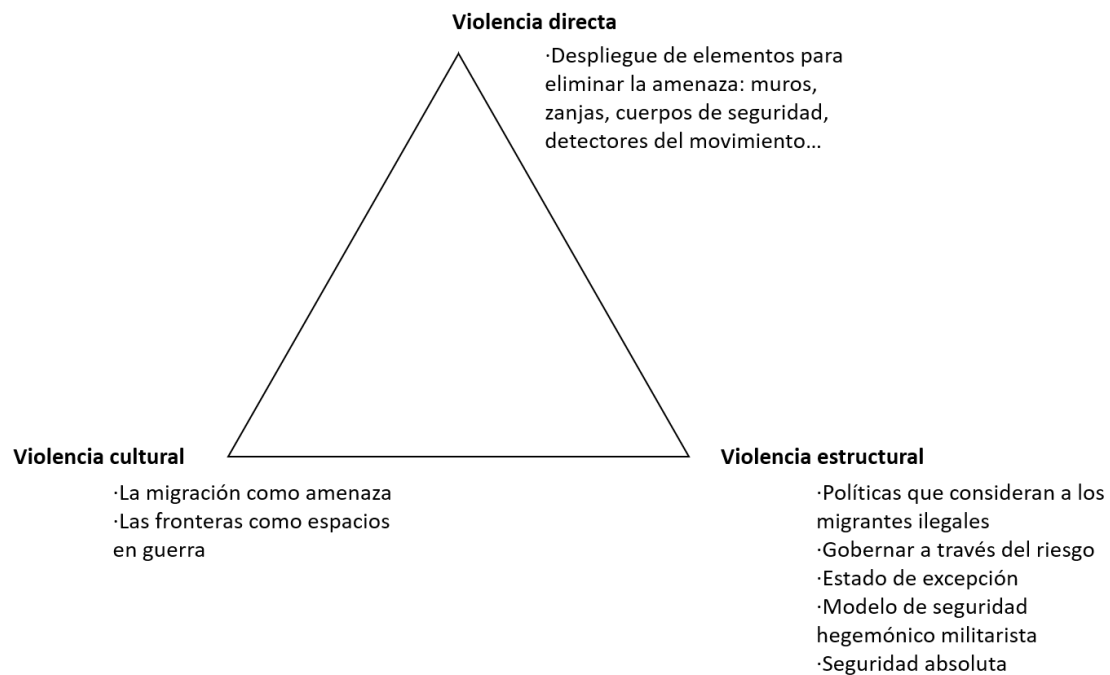 Violencia directa
·Despliegue de elementos para
eliminar la amenaza: muros,
zanjas, cuerpos de seguridad,
detectores del movimiento...
Violencia cultural
·La migración como amenaza
·Las fronteras como espacios
en guerra
Violencia estructural
·Políticas que consideran a los
migrantes ilegales
·Gobernar a través del riesgo
·Estado de excepción
·Modelo de seguridad
hegemónico militarista
·Seguridad absoluta